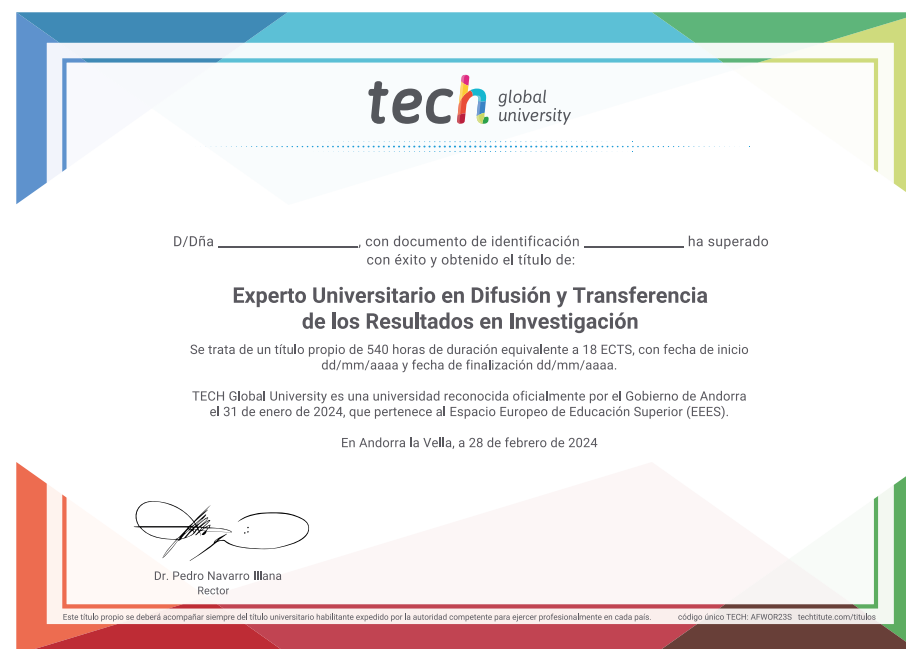 tech global university
D/Dña ______________, con documento de identificación __________ ha superado
con éxito y obtenido el título de:
Experto Universitario en Difusión y Transferencia
de los Resultados en Investigación
Se trata de un título propio de 540 horas de duración equivalente a 18 ECTS, con fecha de inicio
dd/mm/aaaa y fecha de finalización dd/mm/aaaa.
TECH Global University es una universidad reconocida oficialmente por el Gobierno de Andorra
el 31 de enero de 2024, que pertenece al Espacio Europeo de Educación Superior (EEES).
En Andorra la Vella, a 28 de febrero de 2024
Dr. Pedro Navarro Illana
Rector
Este título propio se deberá acompañar siempre del título universitario habilitante expedido por la autoridad competente para ejercer profesionalmente en cada país. código único TECH: AFWOR23S techtitute.com/titulos